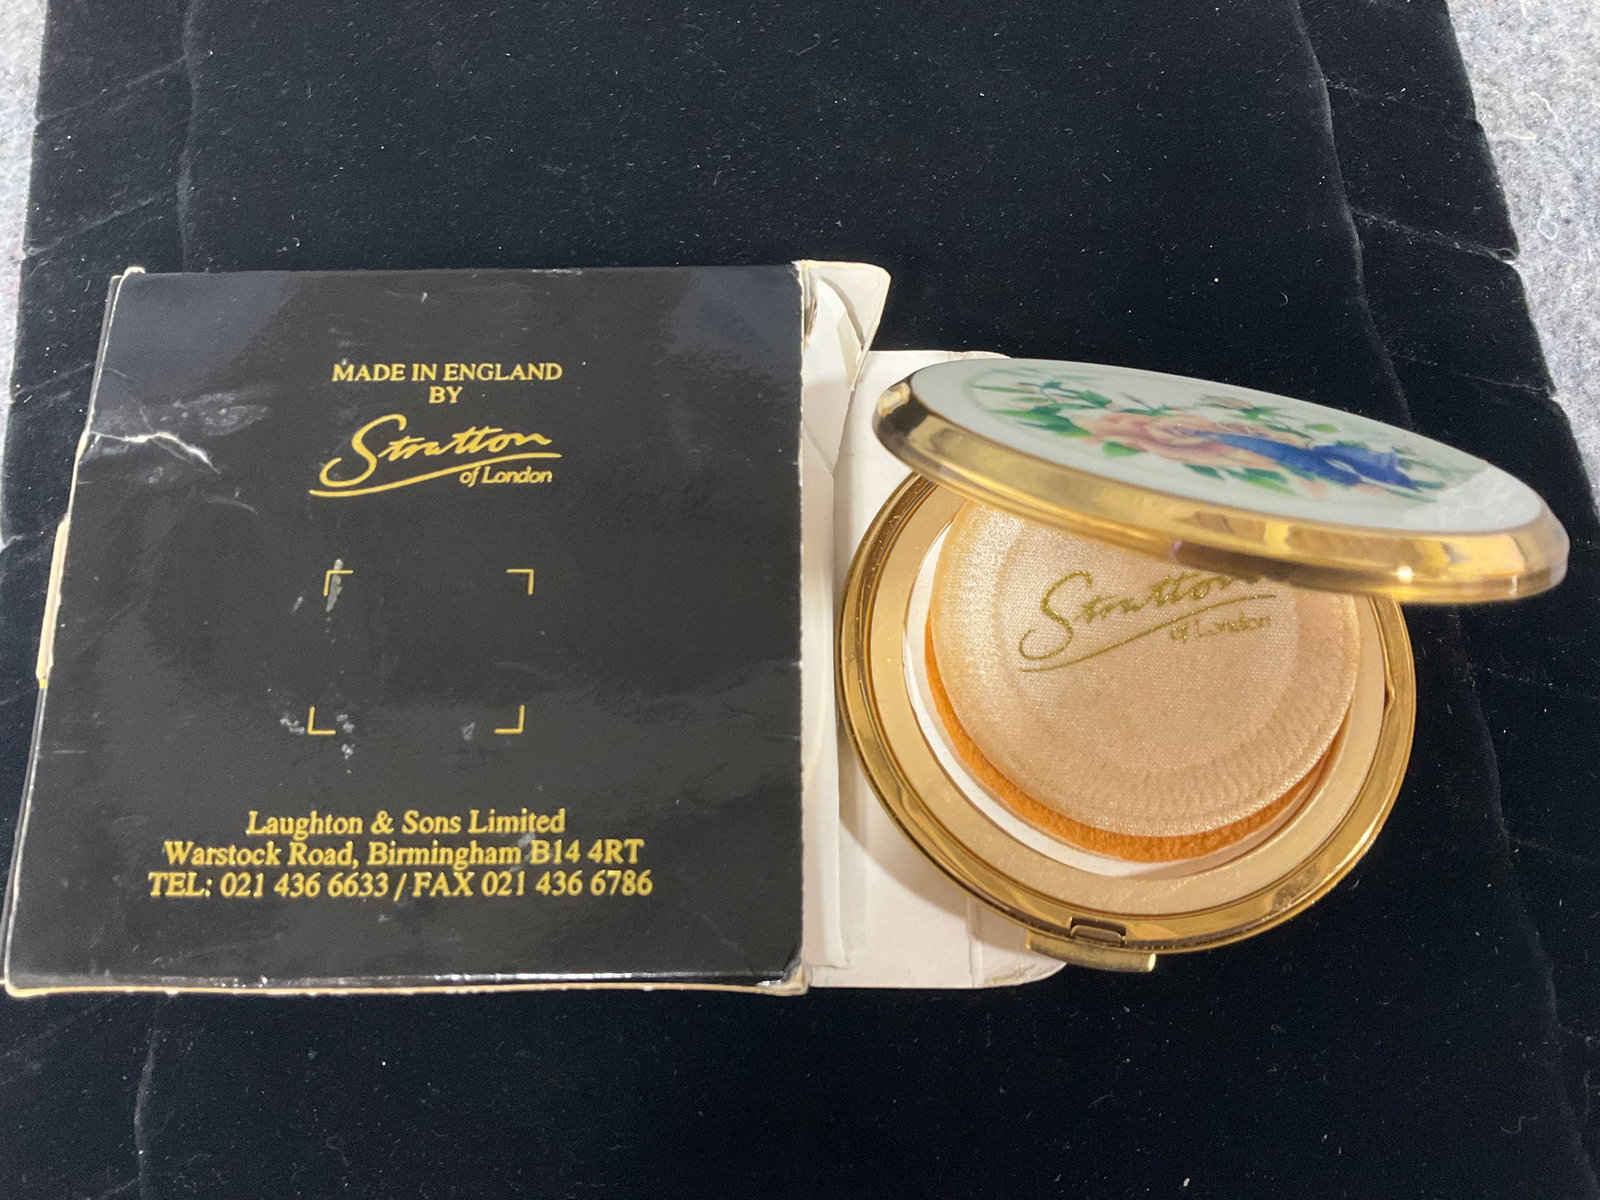 MADE IN ENGLAND
BY
Stratton
of London
Laughton & Sons Limited
Warstock Road, Birmingham B14 4RT
TEL: 021 436 6633 / FAX 021 436 6786
Stratton
of London